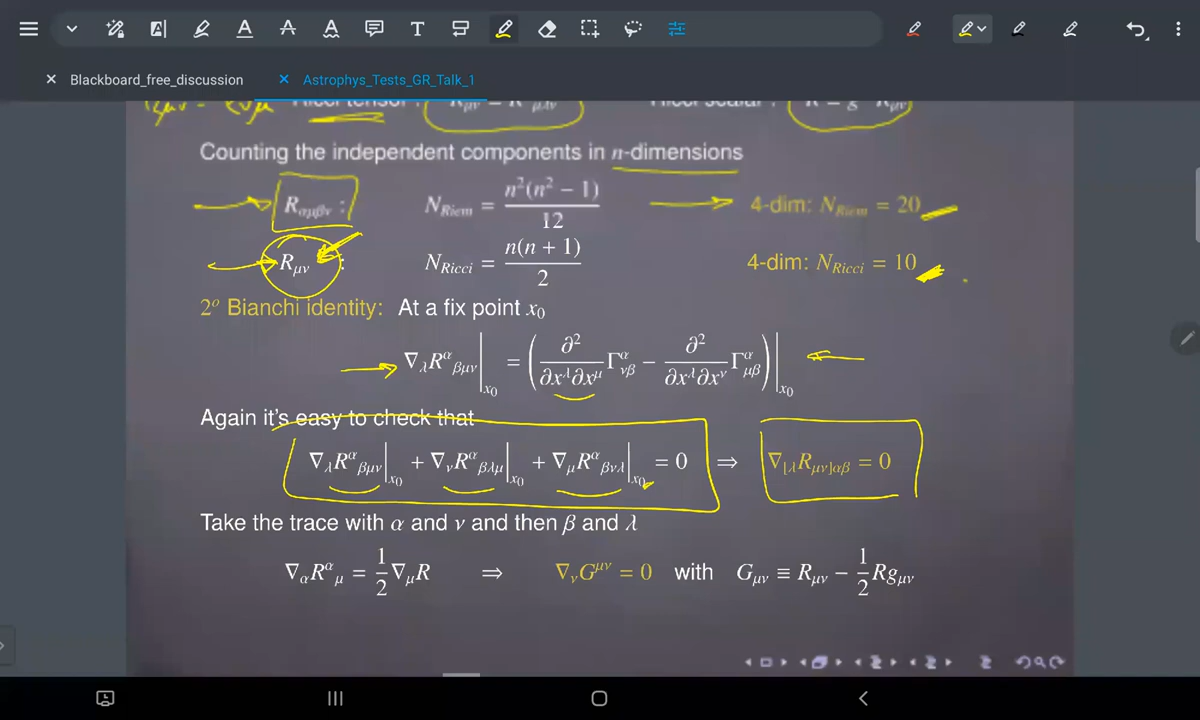 Blackboard_free_discussion Astrophys_Tests_GR_Talk_1
Counting the independent components in n-dimensions
R_{αμβν} : N_{Riem} = n²(n² − 1) / 12 4-dim: N_{Riem} = 20
R_{μν} : N_{Ricci} = n(n + 1) / 2 4-dim: N_{Ricci} = 10
2º Bianchi identity: At a fix point x₀
∇_λ R^α_{βμν}|_{x₀} = (∂²/∂x^λ∂x^μ Γ^α_{νβ} − ∂²/∂x^λ∂x^ν Γ^α_{μβ})|_{x₀}
Again it's easy to check that
∇_λ R^α_{βμν}|_{x₀} + ∇_ν R^α_{βλμ}|_{x₀} + ∇_μ R^α_{βνλ}|_{x₀} = 0 ⇒ ∇_{[λ} R_{μν]αβ} = 0
Take the trace with α and ν and then β and λ
∇_α R^α_μ = 1/2 ∇_μ R ⇒ ∇_ν G^{μν} = 0 with G_{μν} ≡ R_{μν} − 1/2 R g_{μν}